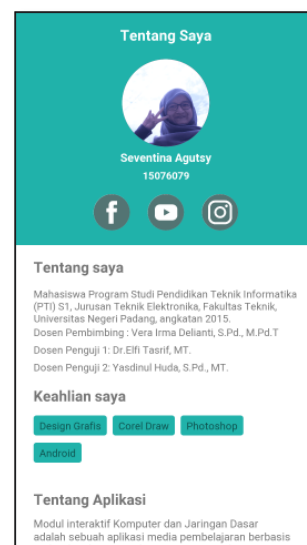 Tentang Saya
Seventina Agutsy
15076079
Tentang saya
Mahasiswa Program Studi Pendidikan Teknik Informatika
(PTI) S1, Jurusan Teknik Elektronika, Fakultas Teknik,
Universitas Negeri Padang, angkatan 2015.
Dosen Pembimbing : Vera Irma Delianti, S.Pd., M.Pd.T
Dosen Penguji 1: Dr.Elfi Tasrif, MT.
Dosen Penguji 2: Yasdinul Huda, S.Pd., MT.
Keahlian saya
Design Grafis Corel Draw Photoshop
Android
Tentang Aplikasi
Modul interaktif Komputer dan Jaringan Dasar
adalah sebuah aplikasi media pembelajaran berbasis